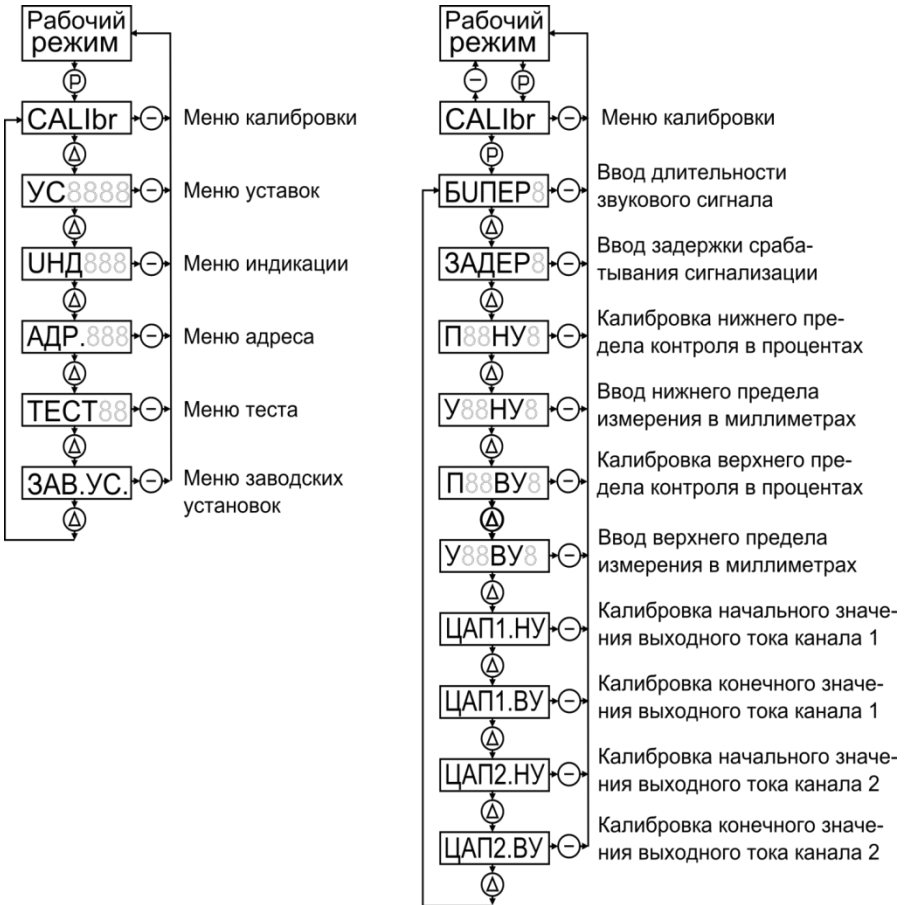 Рабочий
режим
P
CALIbr
Меню калибровки
УС8888
Меню уставок
UНД888
Меню индикации
АДР.888
Меню адреса
ТЕСТ88
Меню теста
ЗАВ.УС.
Меню заводских
установок
Рабочий
режим
P
CALIbr
Меню калибровки
P
БUПЕР8
Ввод длительности
звукового сигнала
ЗАДЕР8
Ввод задержки сраба-
тывания сигнализации
П88НУ8
Калибровка нижнего пре-
дела контроля в процентах
У88НУ8
Ввод нижнего предела
измерения в миллиметрах
П88ВУ8
Калибровка верхнего пре-
дела контроля в процентах
У88ВУ8
Ввод верхнего предела
измерения в миллиметрах
ЦАП1.НУ
Калибровка начального значе-
ния выходного тока канала 1
ЦАП1.ВУ
Калибровка конечного значе-
ния выходного тока канала 1
ЦАП2.НУ
Калибровка начального значе-
ния выходного тока канала 2
ЦАП2.ВУ
Калибровка конечного значе-
ния выходного тока канала 2